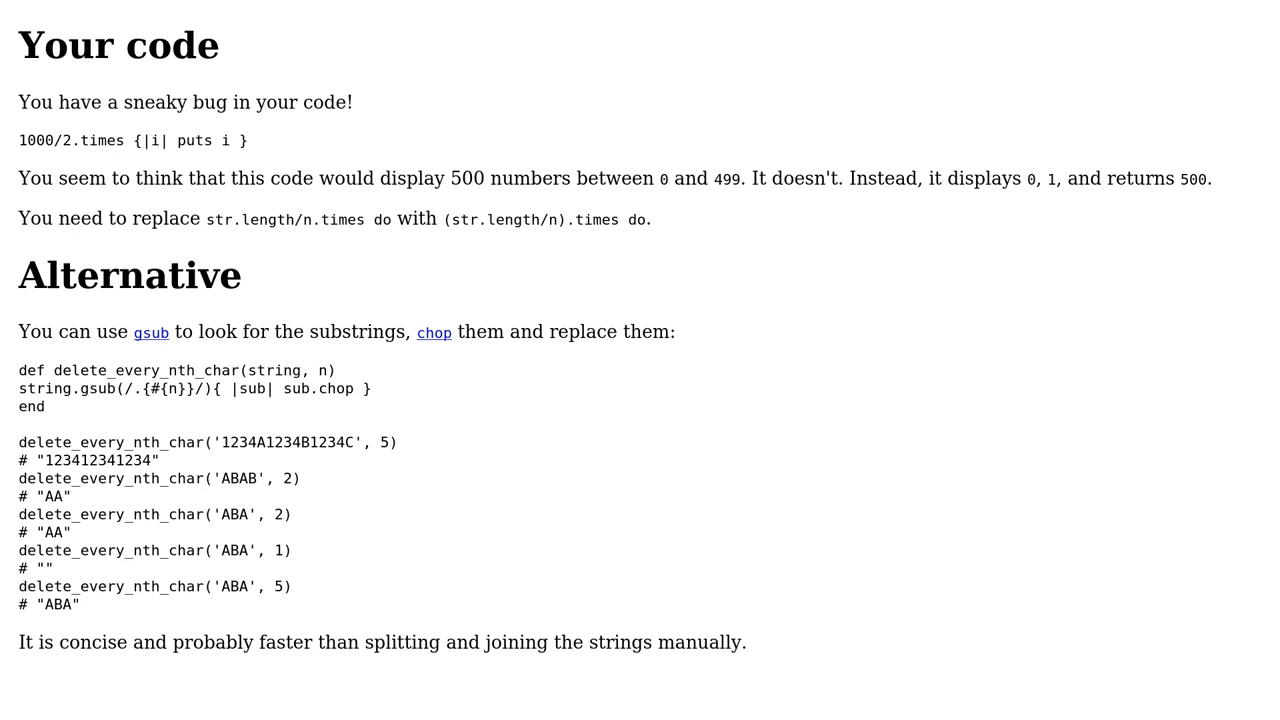 Your code
You have a sneaky bug in your code!
1000/2.times {|i| puts i }
You seem to think that this code would display 500 numbers between 0 and 499. It doesn't. Instead, it displays 0, 1, and returns 500.
You need to replace str.length/n.times do with (str.length/n).times do.
Alternative
You can use gsub to look for the substrings, chop them and replace them:
def delete_every_nth_char(string, n)
string.gsub(/.{#{n}}/){ |sub| sub.chop }
end
delete_every_nth_char('1234A1234B1234C', 5)
# "123412341234"
delete_every_nth_char('ABAB', 2)
# "AA"
delete_every_nth_char('ABA', 2)
# "AA"
delete_every_nth_char('ABA', 1)
# ""
delete_every_nth_char('ABA', 5)
# "ABA"
It is concise and probably faster than splitting and joining the strings manually.